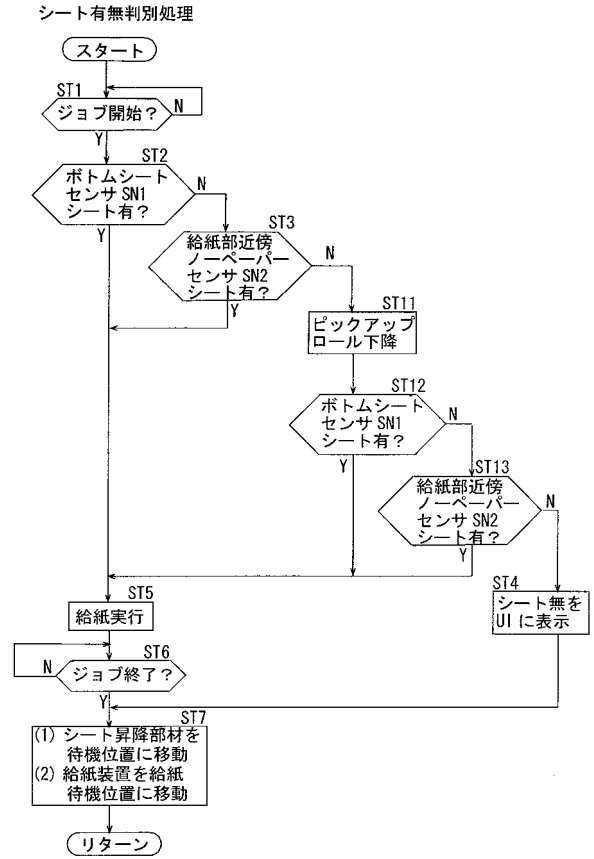 シート有無判別処理
スタート
ST1
ジョブ開始？
N
Y
ST2
ボトムシート
センサ SN1
シート有？
N
Y
ST3
給紙部近傍
ノーペーパー
センサ SN2
シート有？
N
Y
ST11
ピックアップ
ロール下降
ST12
ボトムシート
センサ SN1
シート有？
N
Y
ST13
給紙部近傍
ノーペーパー
センサ SN2
シート有？
N
Y
ST4
シート無を
UIに表示
ST5
給紙実行
ST6
ジョブ終了？
N
Y
ST7
(1) シート昇降部材を
待機位置に移動
(2) 給紙装置を給紙
待機位置に移動
リターン